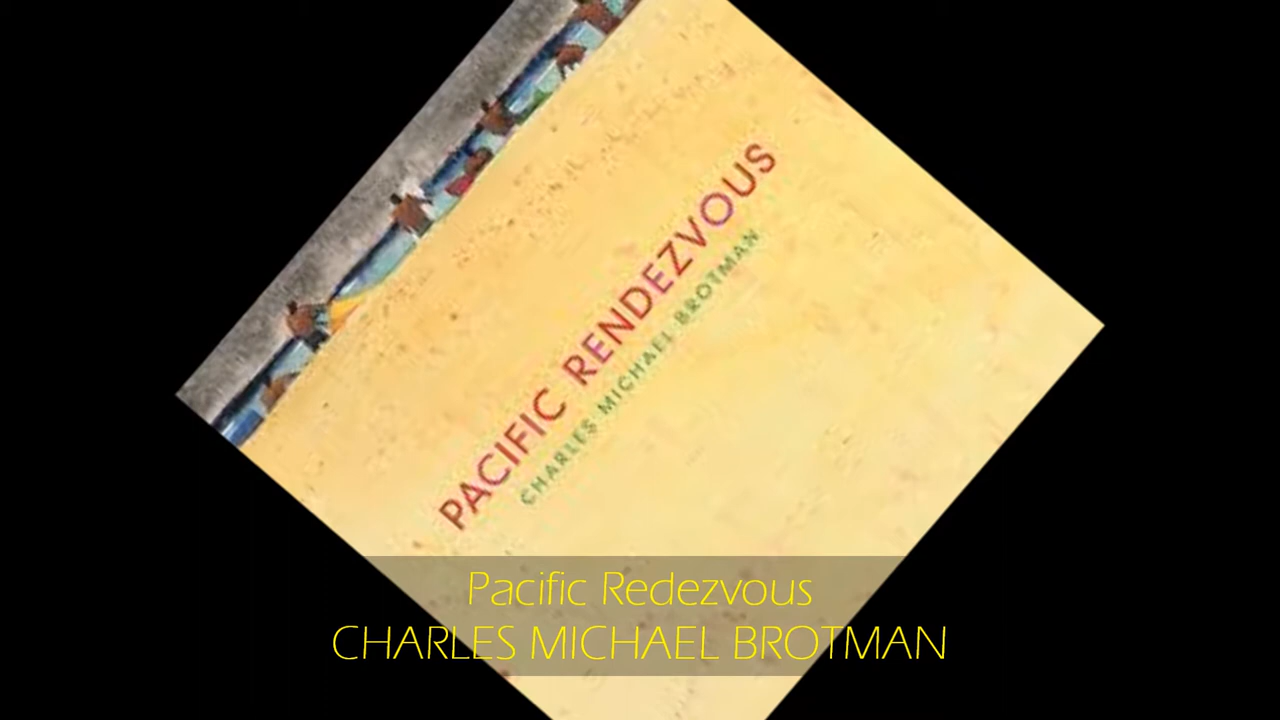 PACIFIC RENDEZVOUS
CHARLES MICHAEL BROTMAN
Pacific Redezvous
CHARLES MICHAEL BROTMAN